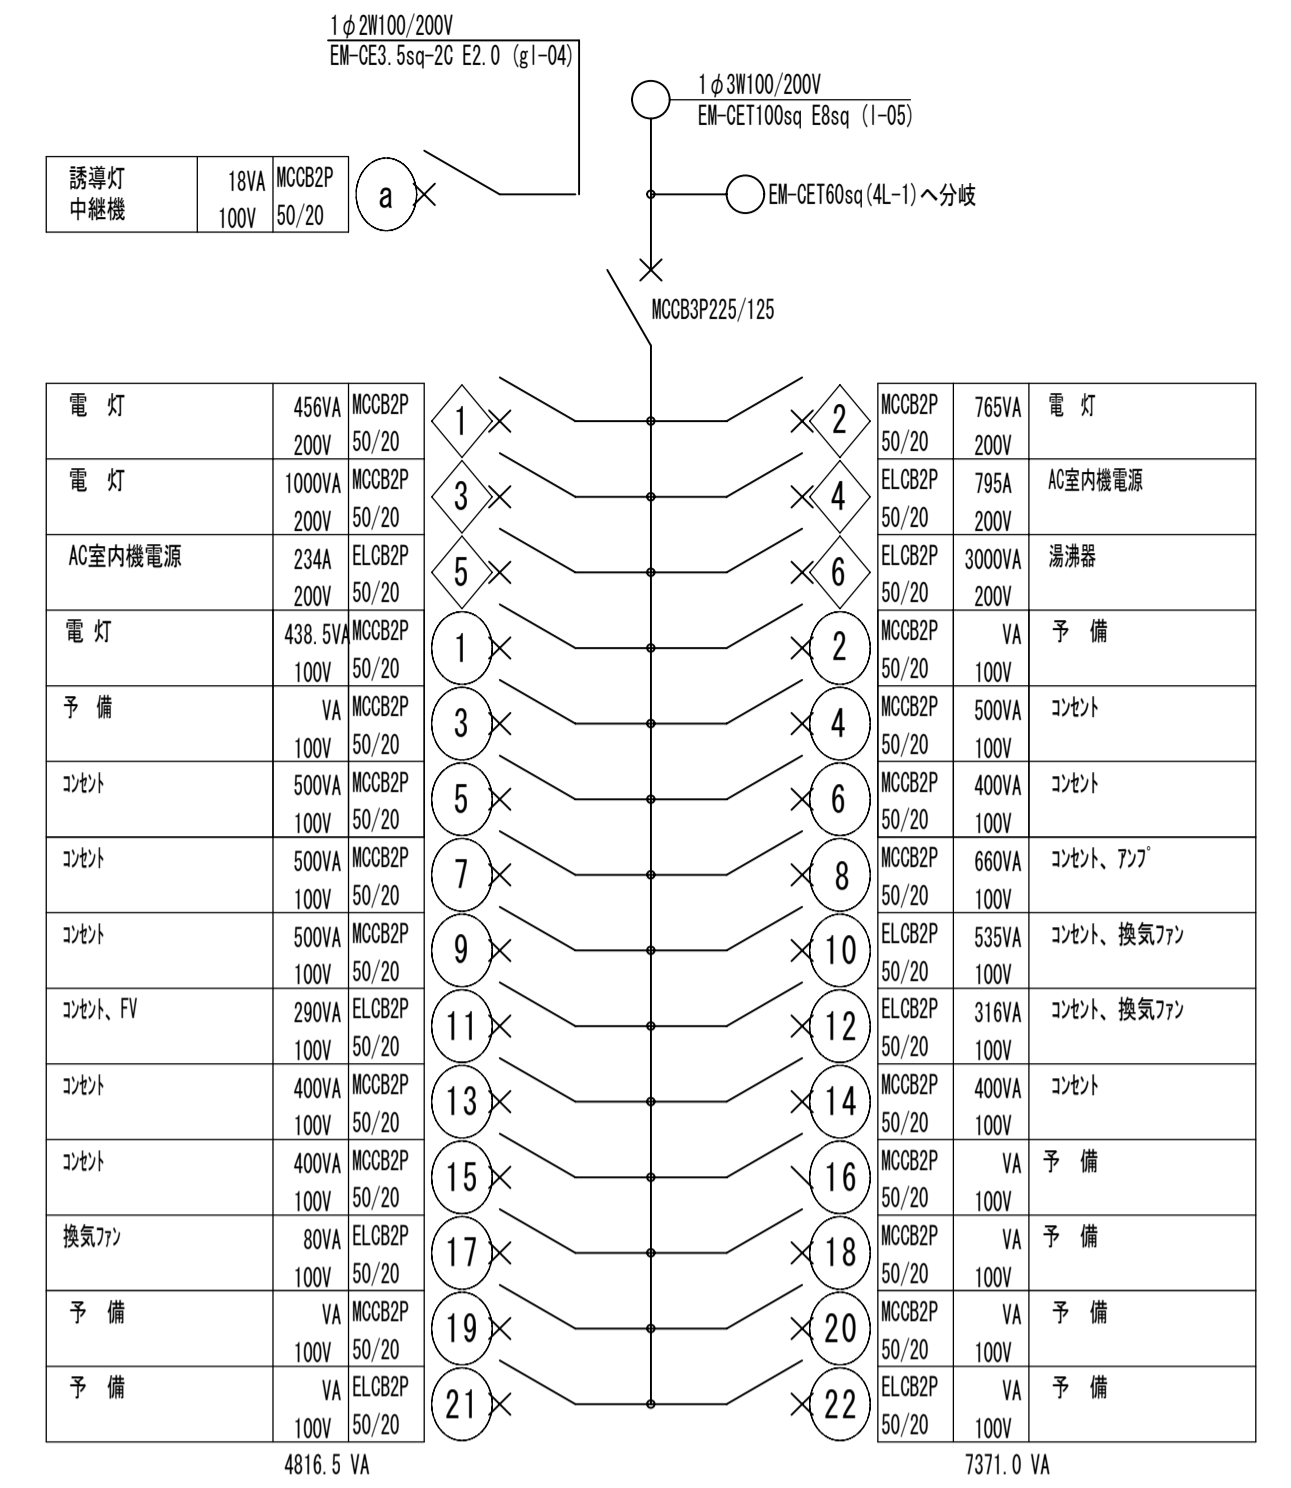 1φ2W100/200V
EM-CE3.5sq-2C E2.0 (gl-04)
1φ3W100/200V
EM-CET100sq E8sq (l-05)
誘導灯 18VA MCCB2P
中継機 100V 50/20
a
EM-CET60sq(4L-1)へ分岐
MCCB3P225/125
電 灯 456VA MCCB2P 1 2 MCCB2P 765VA 電 灯
200V 50/20 50/20 200V
電 灯 1000VA MCCB2P 3 4 ELCB2P 795A AC室内機電源
200V 50/20 50/20 200V
AC室内機電源 234A ELCB2P 5 6 ELCB2P 3000VA 湯沸器
200V 50/20 50/20 200V
電 灯 438.5VA MCCB2P 1 2 MCCB2P VA 予 備
100V 50/20 50/20 100V
予 備 VA MCCB2P 3 4 MCCB2P 500VA ｺﾝｾﾝﾄ
100V 50/20 50/20 100V
ｺﾝｾﾝﾄ 500VA MCCB2P 5 6 MCCB2P 400VA ｺﾝｾﾝﾄ
100V 50/20 50/20 100V
ｺﾝｾﾝﾄ 500VA MCCB2P 7 8 MCCB2P 660VA ｺﾝｾﾝﾄ、ｱﾝﾌﾟ
100V 50/20 50/20 100V
ｺﾝｾﾝﾄ 500VA MCCB2P 9 10 ELCB2P 535VA ｺﾝｾﾝﾄ、換気ﾌｧﾝ
100V 50/20 50/20 100V
ｺﾝｾﾝﾄ、FV 290VA ELCB2P 11 12 ELCB2P 316VA ｺﾝｾﾝﾄ、換気ﾌｧﾝ
100V 50/20 50/20 100V
ｺﾝｾﾝﾄ 400VA MCCB2P 13 14 MCCB2P 400VA ｺﾝｾﾝﾄ
100V 50/20 50/20 100V
ｺﾝｾﾝﾄ 400VA MCCB2P 15 16 MCCB2P VA 予 備
100V 50/20 50/20 100V
換気ﾌｧﾝ 80VA ELCB2P 17 18 MCCB2P VA 予 備
100V 50/20 50/20 100V
予 備 VA MCCB2P 19 20 MCCB2P VA 予 備
100V 50/20 50/20 100V
予 備 VA ELCB2P 21 22 ELCB2P VA 予 備
100V 50/20 50/20 100V
4816.5 VA 7371.0 VA